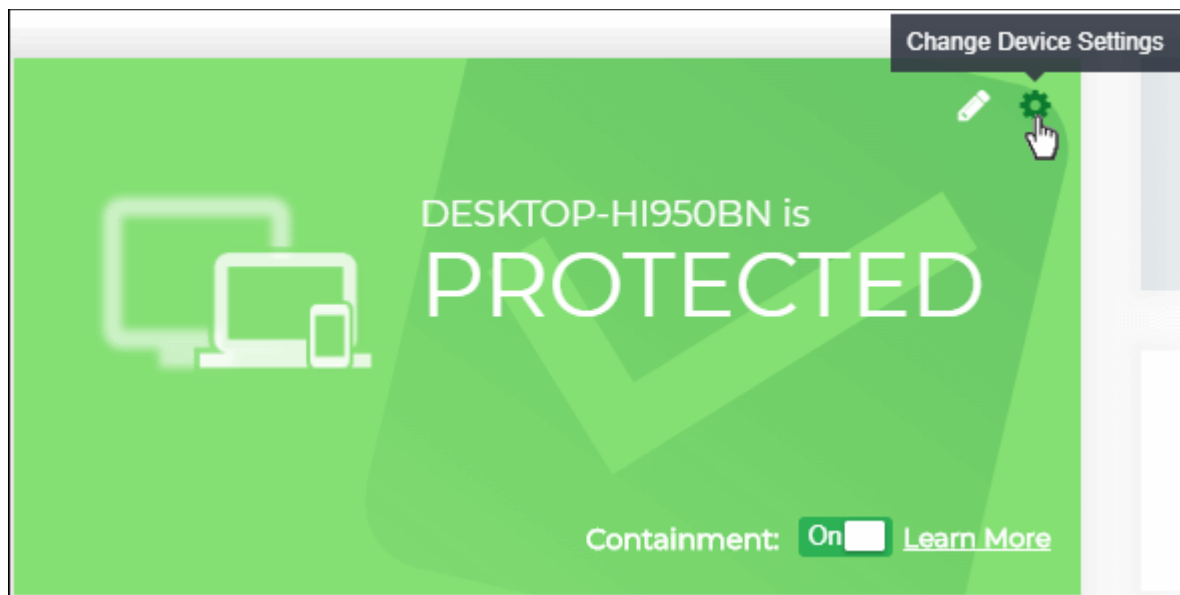 Change Device Settings
DESKTOP-HI950BN is
PROTECTED
Containment: On Learn More